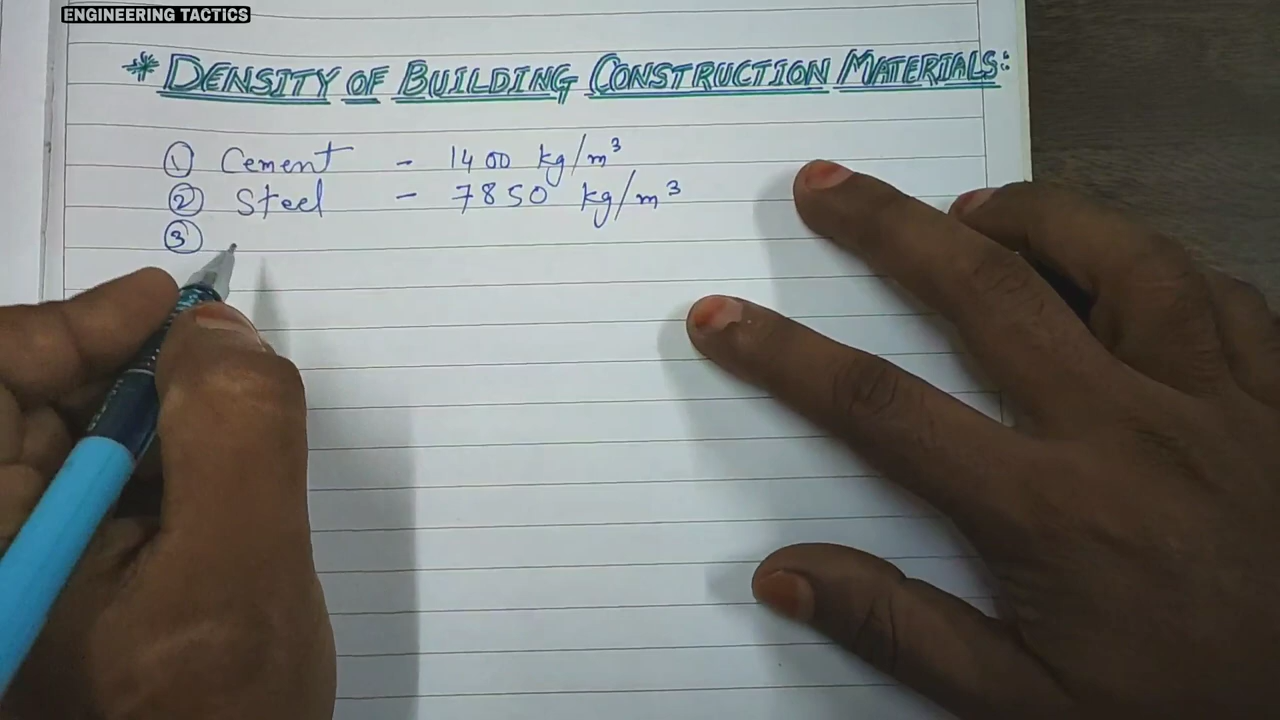 ENGINEERING TACTICS
* DENSITY OF BUILDING CONSTRUCTION MATERIALS:
① Cement - 1400 kg/m³
② Steel - 7850 kg/m³
③